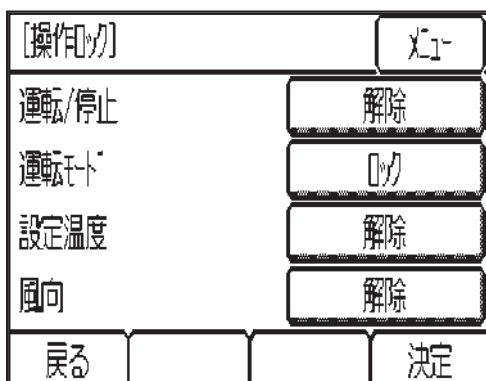 [操作ﾛｯｸ] ﾒﾆｭｰ
運転/停止 解除
運転ﾓｰﾄﾞ ﾛｯｸ
設定温度 解除
風向 解除
戻る 決定